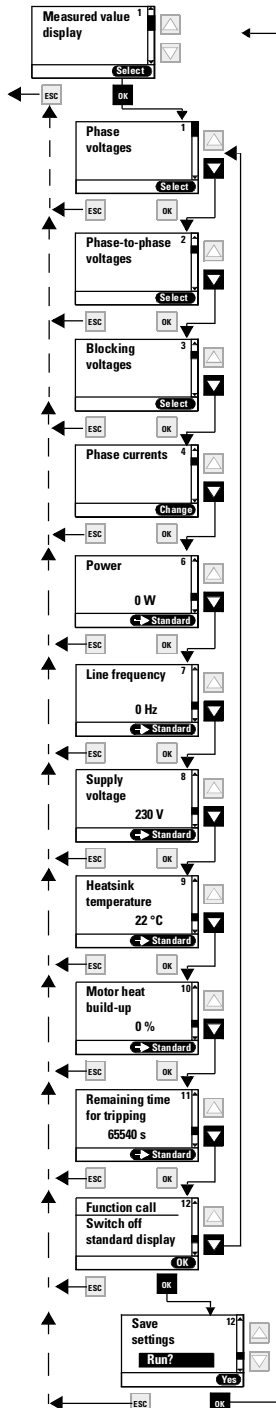 Measured value 1
display
Select
ESC OK
Phase 1
voltages
Select
ESC OK
Phase-to-phase 2
voltages
Select
ESC OK
Blocking 3
voltages
Select
ESC OK
Phase currents 4
Change
ESC OK
Power 6
0 W
Standard
ESC OK
Line frequency 7
0 Hz
Standard
ESC OK
Supply 8
voltage
230 V
Standard
ESC OK
Heatsink 9
temperature
22 °C
Standard
ESC OK
Motor heat 10
build-up
0 %
Standard
ESC OK
Remaining time 11
for tripping
65540 s
Standard
ESC OK
Function call 12
Switch off
standard display
OK
ESC OK
Save 12
settings
Run?
Yes
ESC OK